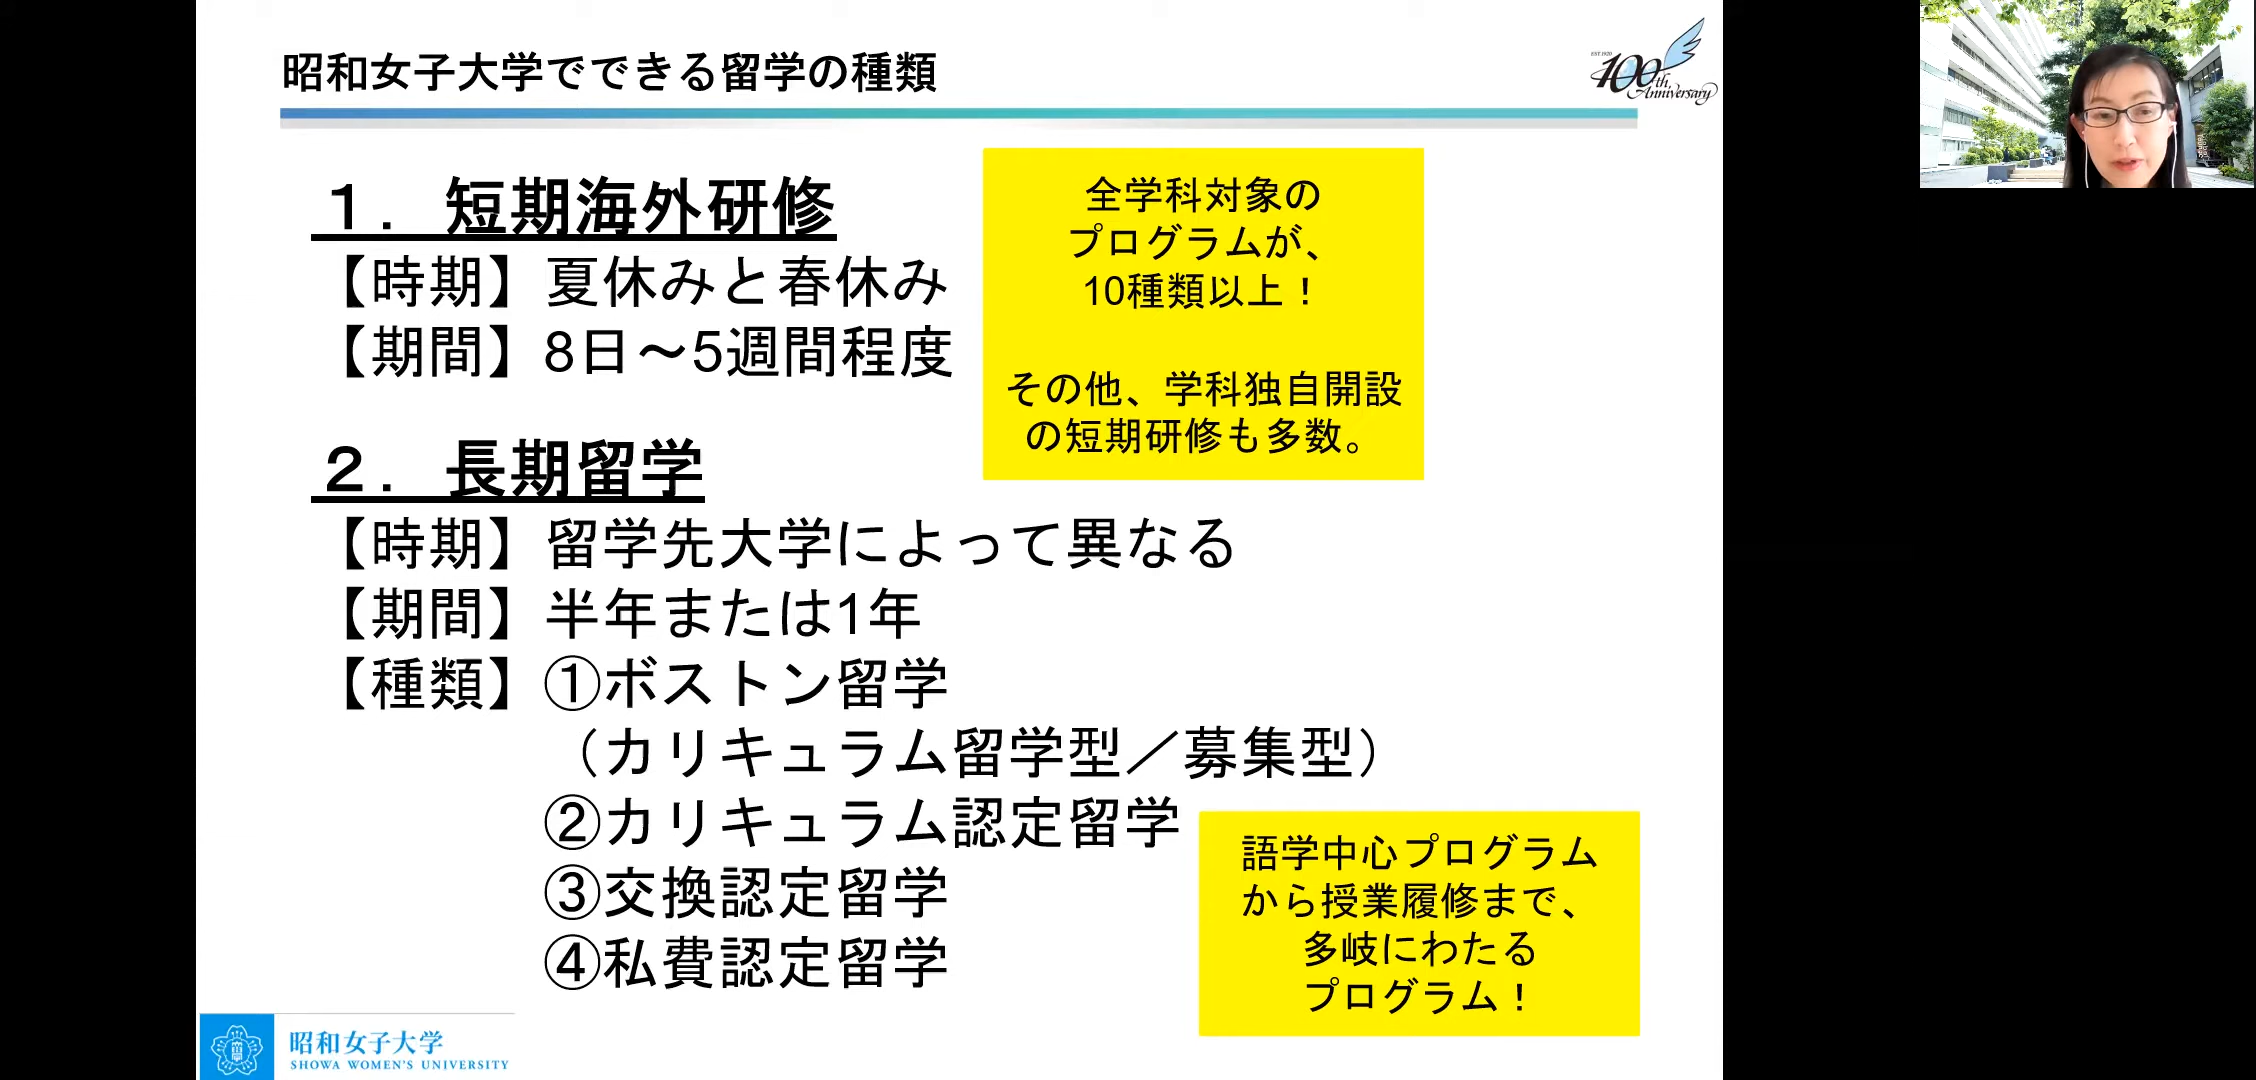 昭和女子大学でできる留学の種類
EST.1920
100th
Anniversary
１．短期海外研修
【時期】夏休みと春休み
【期間】8日～5週間程度
全学科対象の
プログラムが、
10種類以上！
その他、学科独自開設
の短期研修も多数。
２．長期留学
【時期】留学先大学によって異なる
【期間】半年または1年
【種類】①ボストン留学
（カリキュラム留学型／募集型）
②カリキュラム認定留学
③交換認定留学
④私費認定留学
語学中心プログラム
から授業履修まで、
多岐にわたる
プログラム！
昭和女子大学
SHOWA WOMEN'S UNIVERSITY